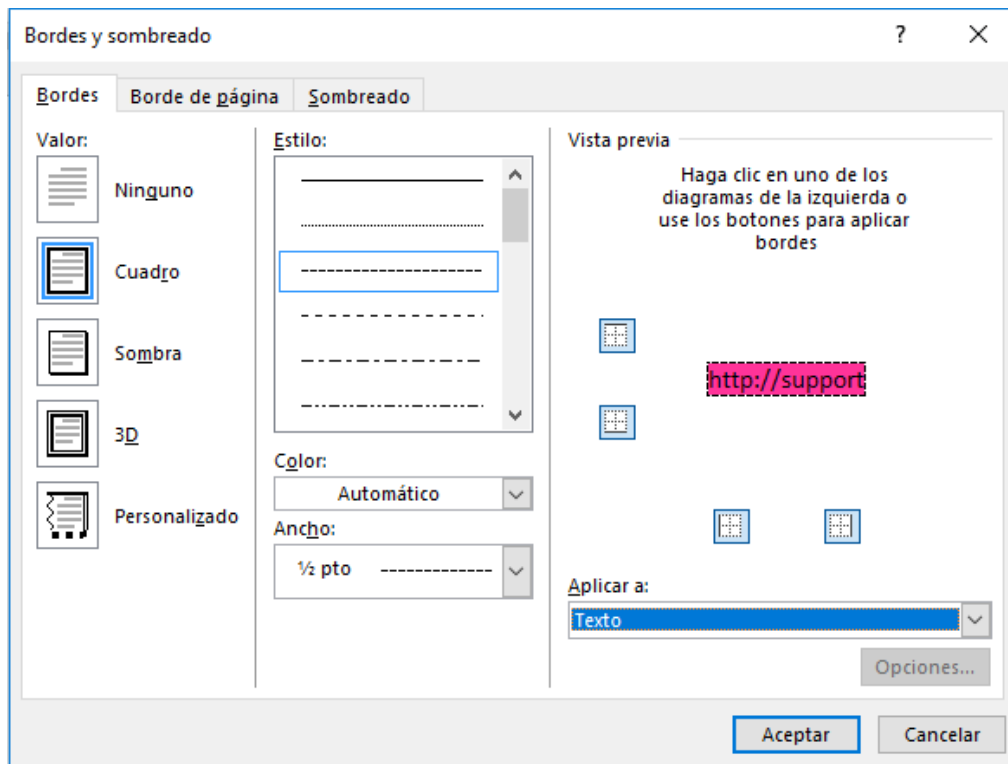 Bordes y sombreado
?
Bordes
Borde de página
Sombreado
Valor:
Ninguno
Cuadro
Sombra
3D
Personalizado
Estilo:
Color:
Automático
Ancho:
½ pto
Vista previa
Haga clic en uno de los
diagramas de la izquierda o
use los botones para aplicar
bordes
http://support
Aplicar a:
Texto
Opciones...
Aceptar
Cancelar